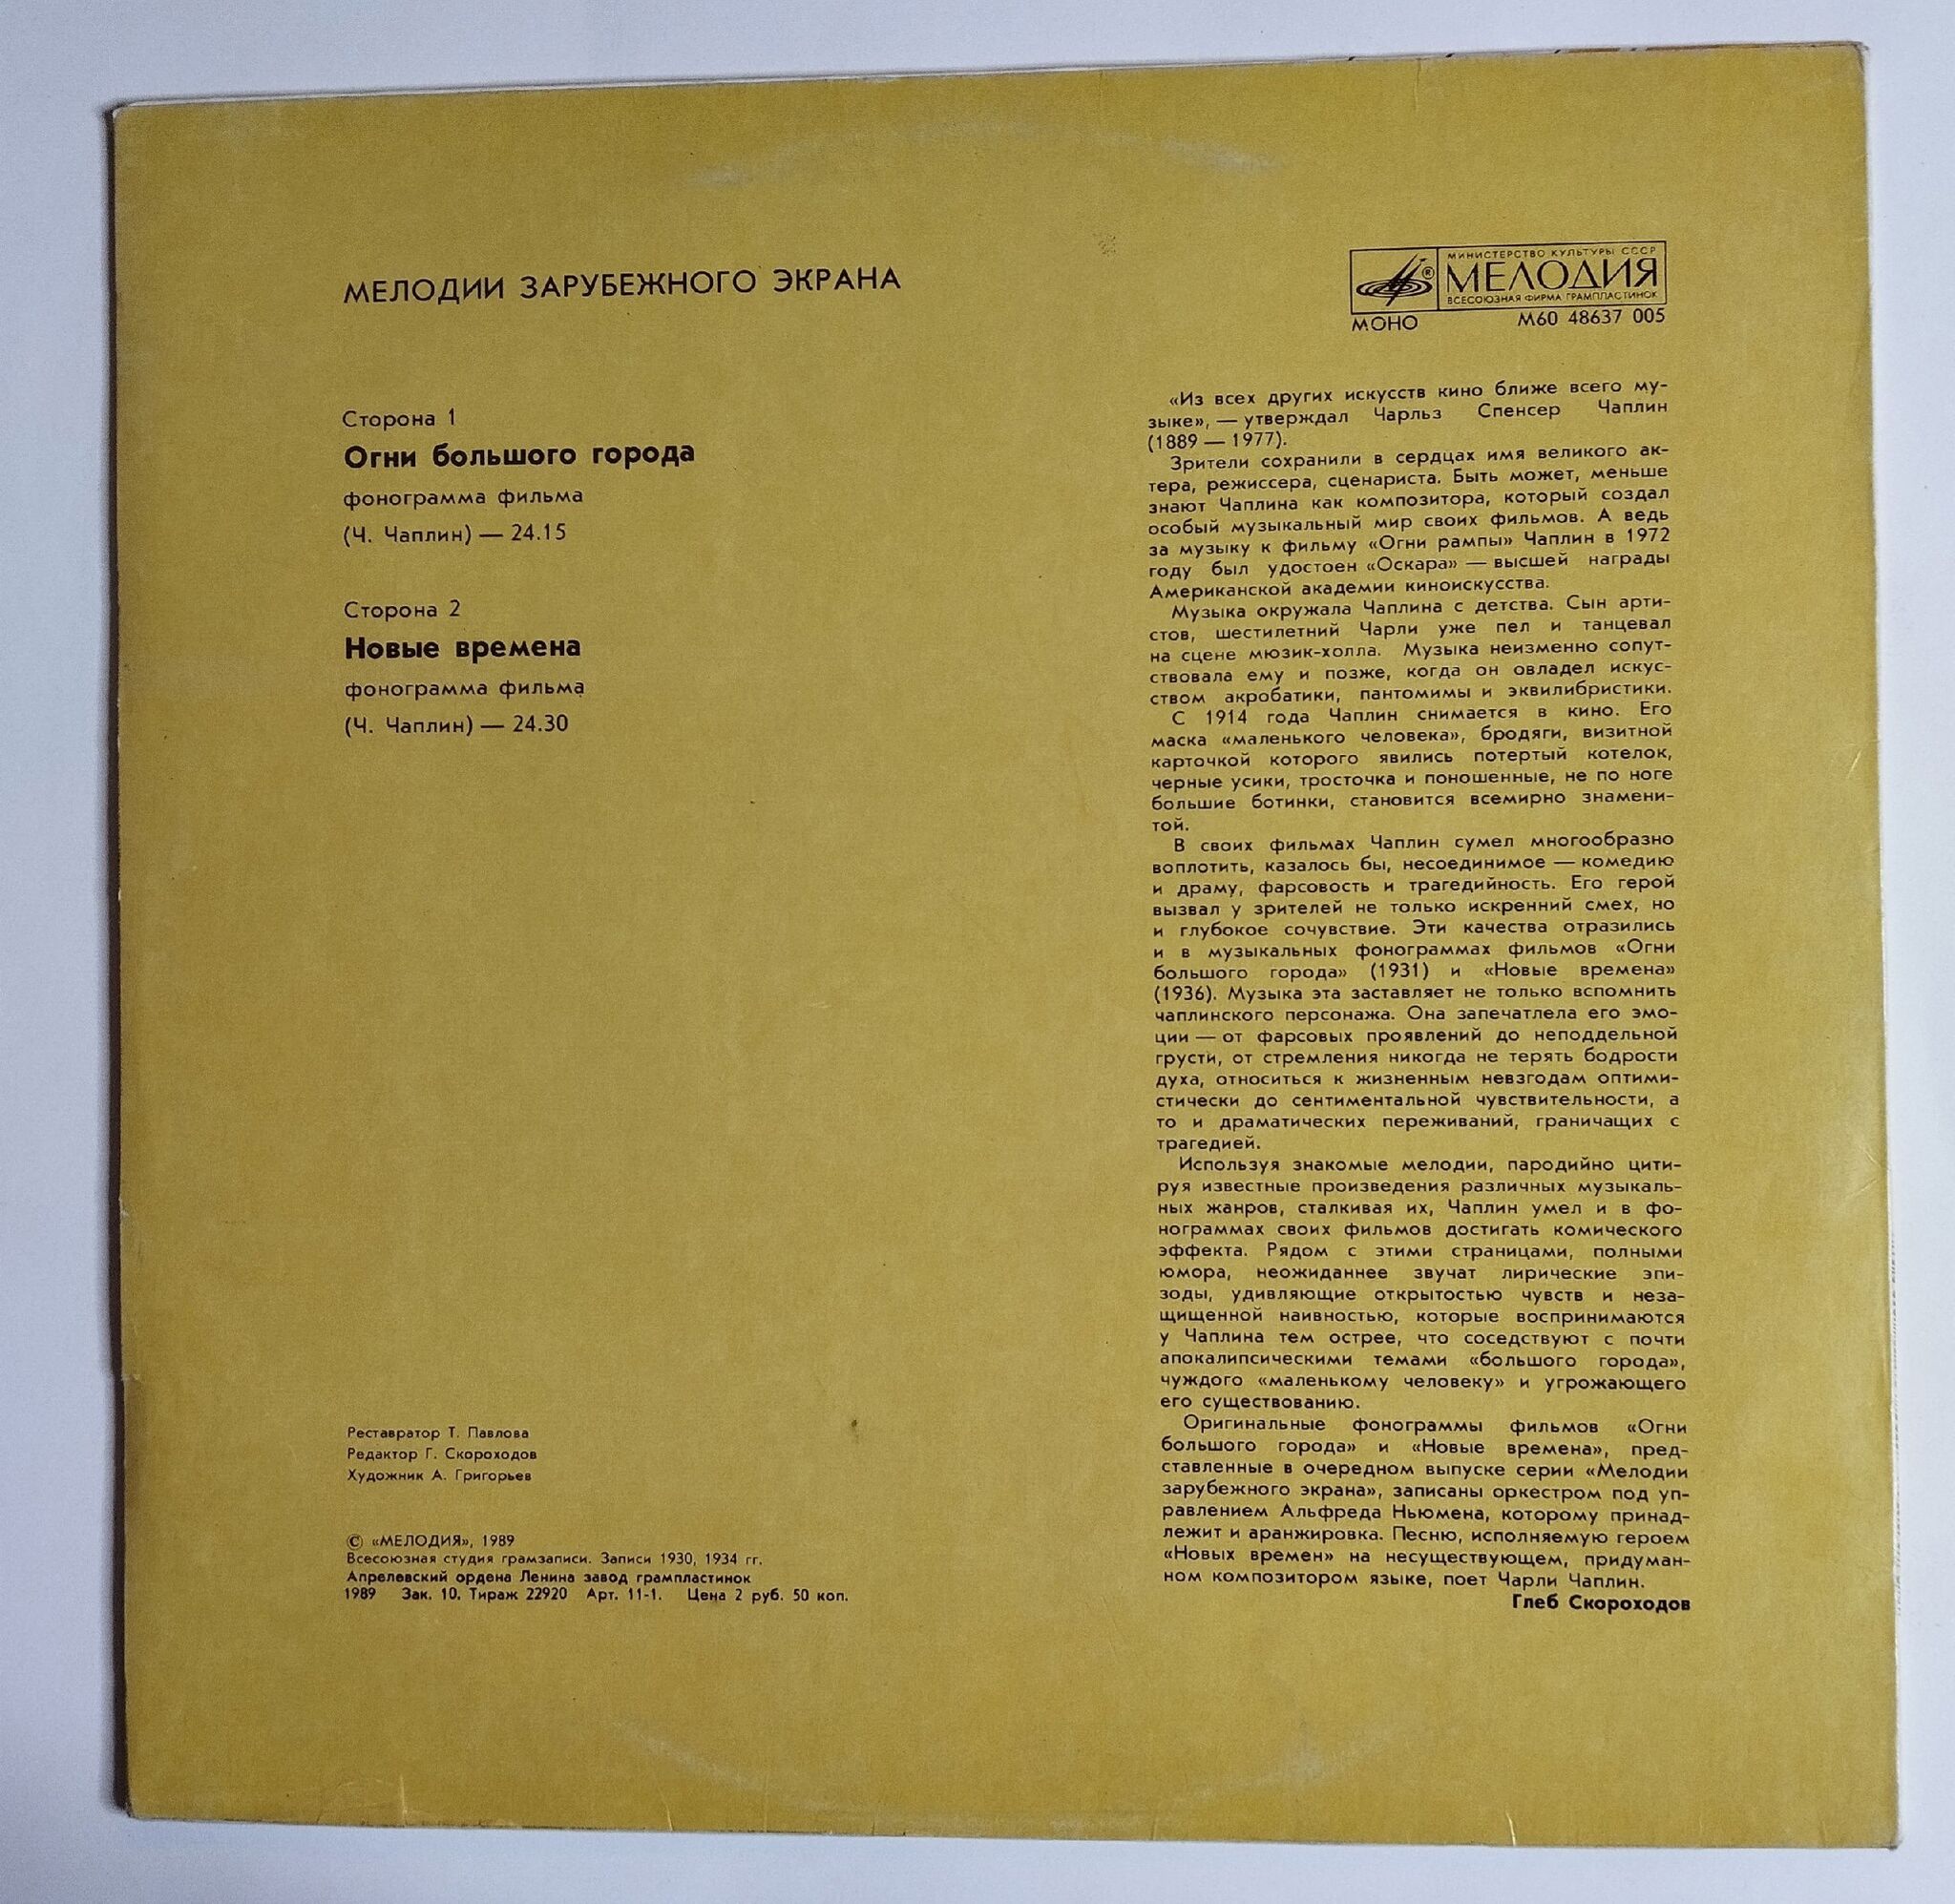 МЕЛОДИИ ЗАРУБЕЖНОГО ЭКРАНА
МИНИСТЕРСТВО КУЛЬТУРЫ СССР
МЕЛОДИЯ ®
ВСЕСОЮЗНАЯ ФИРМА ГРАМПЛАСТИНОК
МОНО М60 48637 005
Сторона 1
Огни большого города
фонограмма фильма
(Ч. Чаплин) — 24.15
Сторона 2
Новые времена
фонограмма фильма
(Ч. Чаплин) — 24.30
«Из всех других искусств кино ближе всего му-
зыке», — утверждал Чарльз Спенсер Чаплин
(1889 — 1977).
Зрители сохранили в сердцах имя великого ак-
тера, режиссера, сценариста. Быть может, меньше
знают Чаплина как композитора, который создал
особый музыкальный мир своих фильмов. А ведь
за музыку к фильму «Огни рампы» Чаплин в 1972
году был удостоен «Оскара» — высшей награды
Американской академии киноискусства.
Музыка окружала Чаплина с детства. Сын арти-
стов, шестилетний Чарли уже пел и танцевал
на сцене мюзик-холла. Музыка неизменно сопут-
ствовала ему и позже, когда он овладел искус-
ством акробатики, пантомимы и эквилибристики.
С 1914 года Чаплин снимается в кино. Его
маска «маленького человека», бродяги, визитной
карточкой которого явились потертый котелок,
черные усики, тросточка и поношенные, не по ноге
большие ботинки, становится всемирно знамени-
той.
В своих фильмах Чаплин сумел многообразно
воплотить, казалось бы, несоединимое — комедию
и драму, фарсовость и трагедийность. Его герой
вызвал у зрителей не только искренний смех, но
и глубокое сочувствие. Эти качества отразились
и в музыкальных фонограммах фильмов «Огни
большого города» (1931) и «Новые времена»
(1936). Музыка эта заставляет не только вспомнить
чаплинского персонажа. Она запечатлела его эмо-
ции — от фарсовых проявлений до неподдельной
грусти, от стремления никогда не терять бодрости
духа, относиться к жизненным невзгодам оптими-
стически до сентиментальной чувствительности, а
то и драматических переживаний, граничащих с
трагедией.
Используя знакомые мелодии, пародийно цити-
руя известные произведения различных музыкаль-
ных жанров, сталкивая их, Чаплин умел и в фо-
нограммах своих фильмов достигать комического
эффекта. Рядом с этими страницами, полными
юмора, неожиданнее звучат лирические эпи-
зоды, удивляющие открытостью чувств и неза-
щищенной наивностью, которые воспринимаются
у Чаплина тем острее, что соседствуют с почти
апокалипсическими темами «большого города»,
чуждого «маленькому человеку» и угрожающего
его существованию.
Оригинальные фонограммы фильмов «Огни
большого города» и «Новые времена», пред-
ставленные в очередном выпуске серии «Мелодии
зарубежного экрана», записаны оркестром под уп-
равлением Альфреда Ньюмена, которому принад-
лежит и аранжировка. Песню, исполняемую героем
«Новых времен» на несуществующем, придуман-
ном композитором языке, поет Чарли Чаплин.
Глеб Скороходов
Реставратор Т. Павлова
Редактор Г. Скороходов
Художник А. Григорьев
© «МЕЛОДИЯ», 1989
Всесоюзная студия грамзаписи. Записи 1930, 1934 гг.
Апрелевский ордена Ленина завод грампластинок
1989 Зак. 10. Тираж 22920 Арт. 11-1. Цена 2 руб. 50 коп.